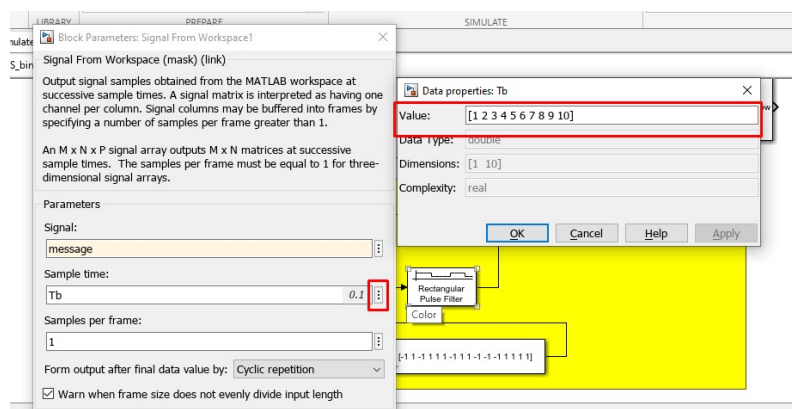 LIBRARY
PREPARE
SIMULATE
Block Parameters: Signal From Workspace1
Signal From Workspace (mask) (link)
Output signal samples obtained from the MATLAB workspace at
successive sample times. A signal matrix is interpreted as having one
channel per column. Signal columns may be buffered into frames by
specifying a number of samples per frame greater than 1.
An M x N x P signal array outputs M x N matrices at successive
sample times. The samples per frame must be equal to 1 for three-
dimensional signal arrays.
Parameters
Signal:
message
Sample time:
Tb 0.1
Samples per frame:
1
Form output after final data value by: Cyclic repetition
Warn when frame size does not evenly divide input length
Data properties: Tb
Value: [1 2 3 4 5 6 7 8 9 10]
Data Type: double
Dimensions: [1 10]
Complexity: real
OK Cancel Help Apply
Rectangular
Pulse Filter
Color
[-1 1 -1 1 1 1 -1 1 1 -1 -1 -1 1 1 1 1]